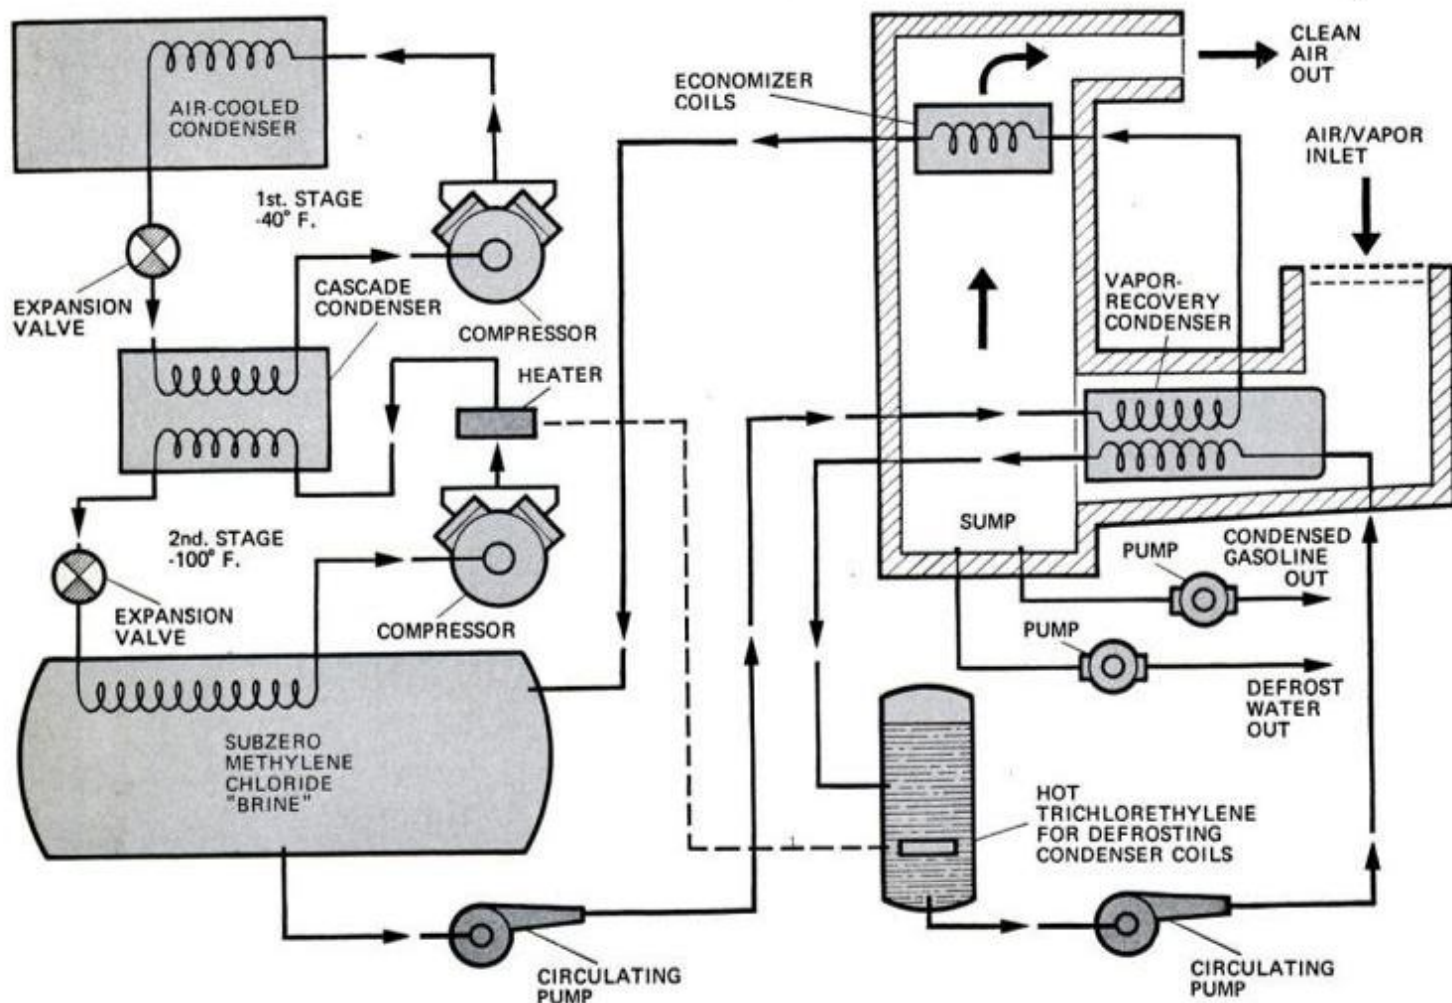 AIR-COOLED
CONDENSER
1st. STAGE
-40° F.
EXPANSION
VALVE
CASCADE
CONDENSER
COMPRESSOR
HEATER
2nd. STAGE
-100° F.
EXPANSION
VALVE
COMPRESSOR
SUBZERO
METHYLENE
CHLORIDE
"BRINE"
CIRCULATING
PUMP
ECONOMIZER
COILS
CLEAN
AIR
OUT
AIR/VAPOR
INLET
VAPOR-
RECOVERY
CONDENSER
SUMP
PUMP
CONDENSED
GASOLINE
OUT
PUMP
DEFROST
WATER
OUT
HOT
TRICHLORETHYLENE
FOR DEFROSTING
CONDENSER COILS
CIRCULATING
PUMP